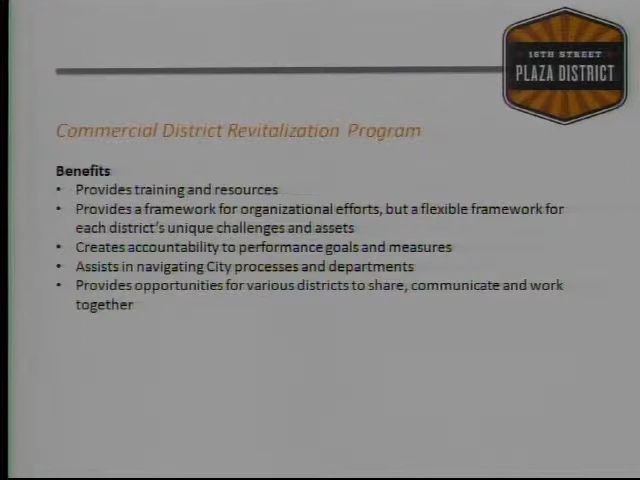 16TH STREET
PLAZA DISTRICT
Commercial District Revitalization Program
Benefits
• Provides training and resources
• Provides a framework for organizational efforts, but a flexible framework for
each district's unique challenges and assets
• Creates accountability to performance goals and measures
• Assists in navigating City processes and departments
• Provides opportunities for various districts to share, communicate and work
together